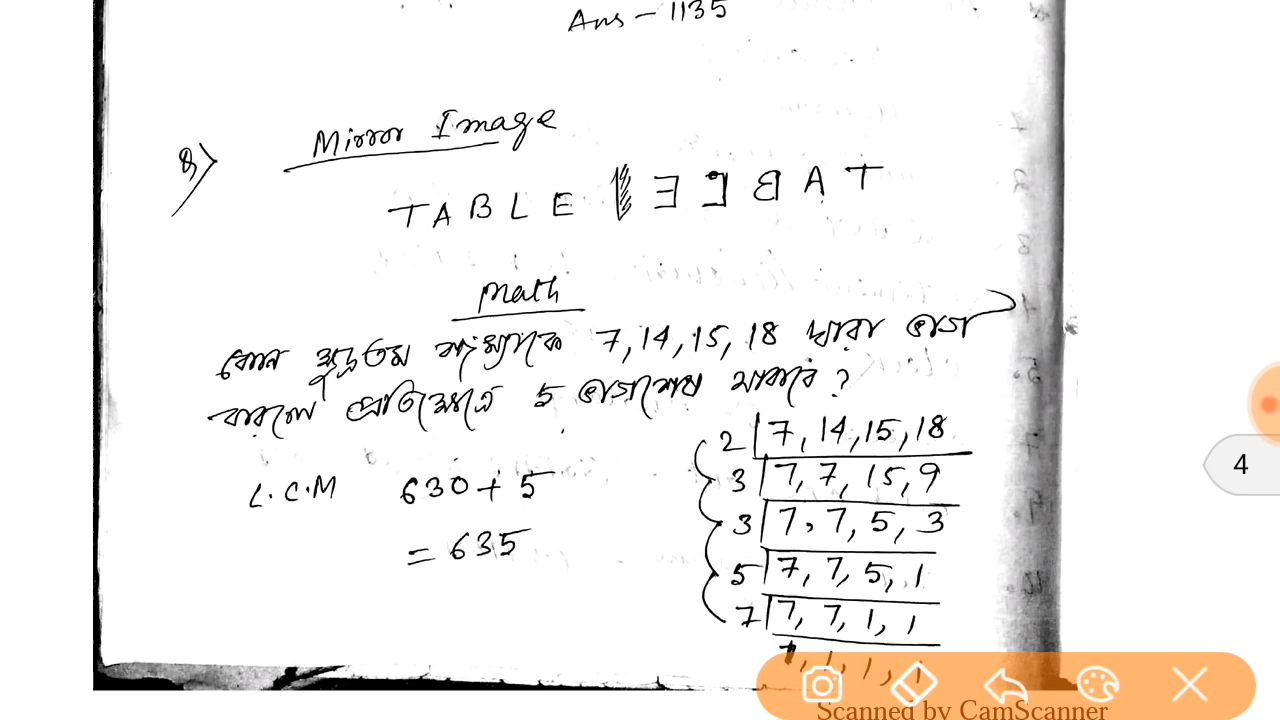 Ans - 1135
8) Mirror Image
TABLE ƎAT
Math
কোন ক্ষুদ্রতম সংখ্যাকে 7, 14, 15, 18 দ্বারা ভাগ
করলে প্রতিক্ষেত্রে 5 ভাগশেষ থাকবে ?
2 | 7, 14, 15, 18
L.C.M 630 + 5
3 | 7, 7, 15, 9
3 | 7, 7, 5, 3
= 635
5 | 7, 7, 5, 1
7 | 7, 7, 1, 1
1, 1, 1, 1
4
Scanned by CamScanner